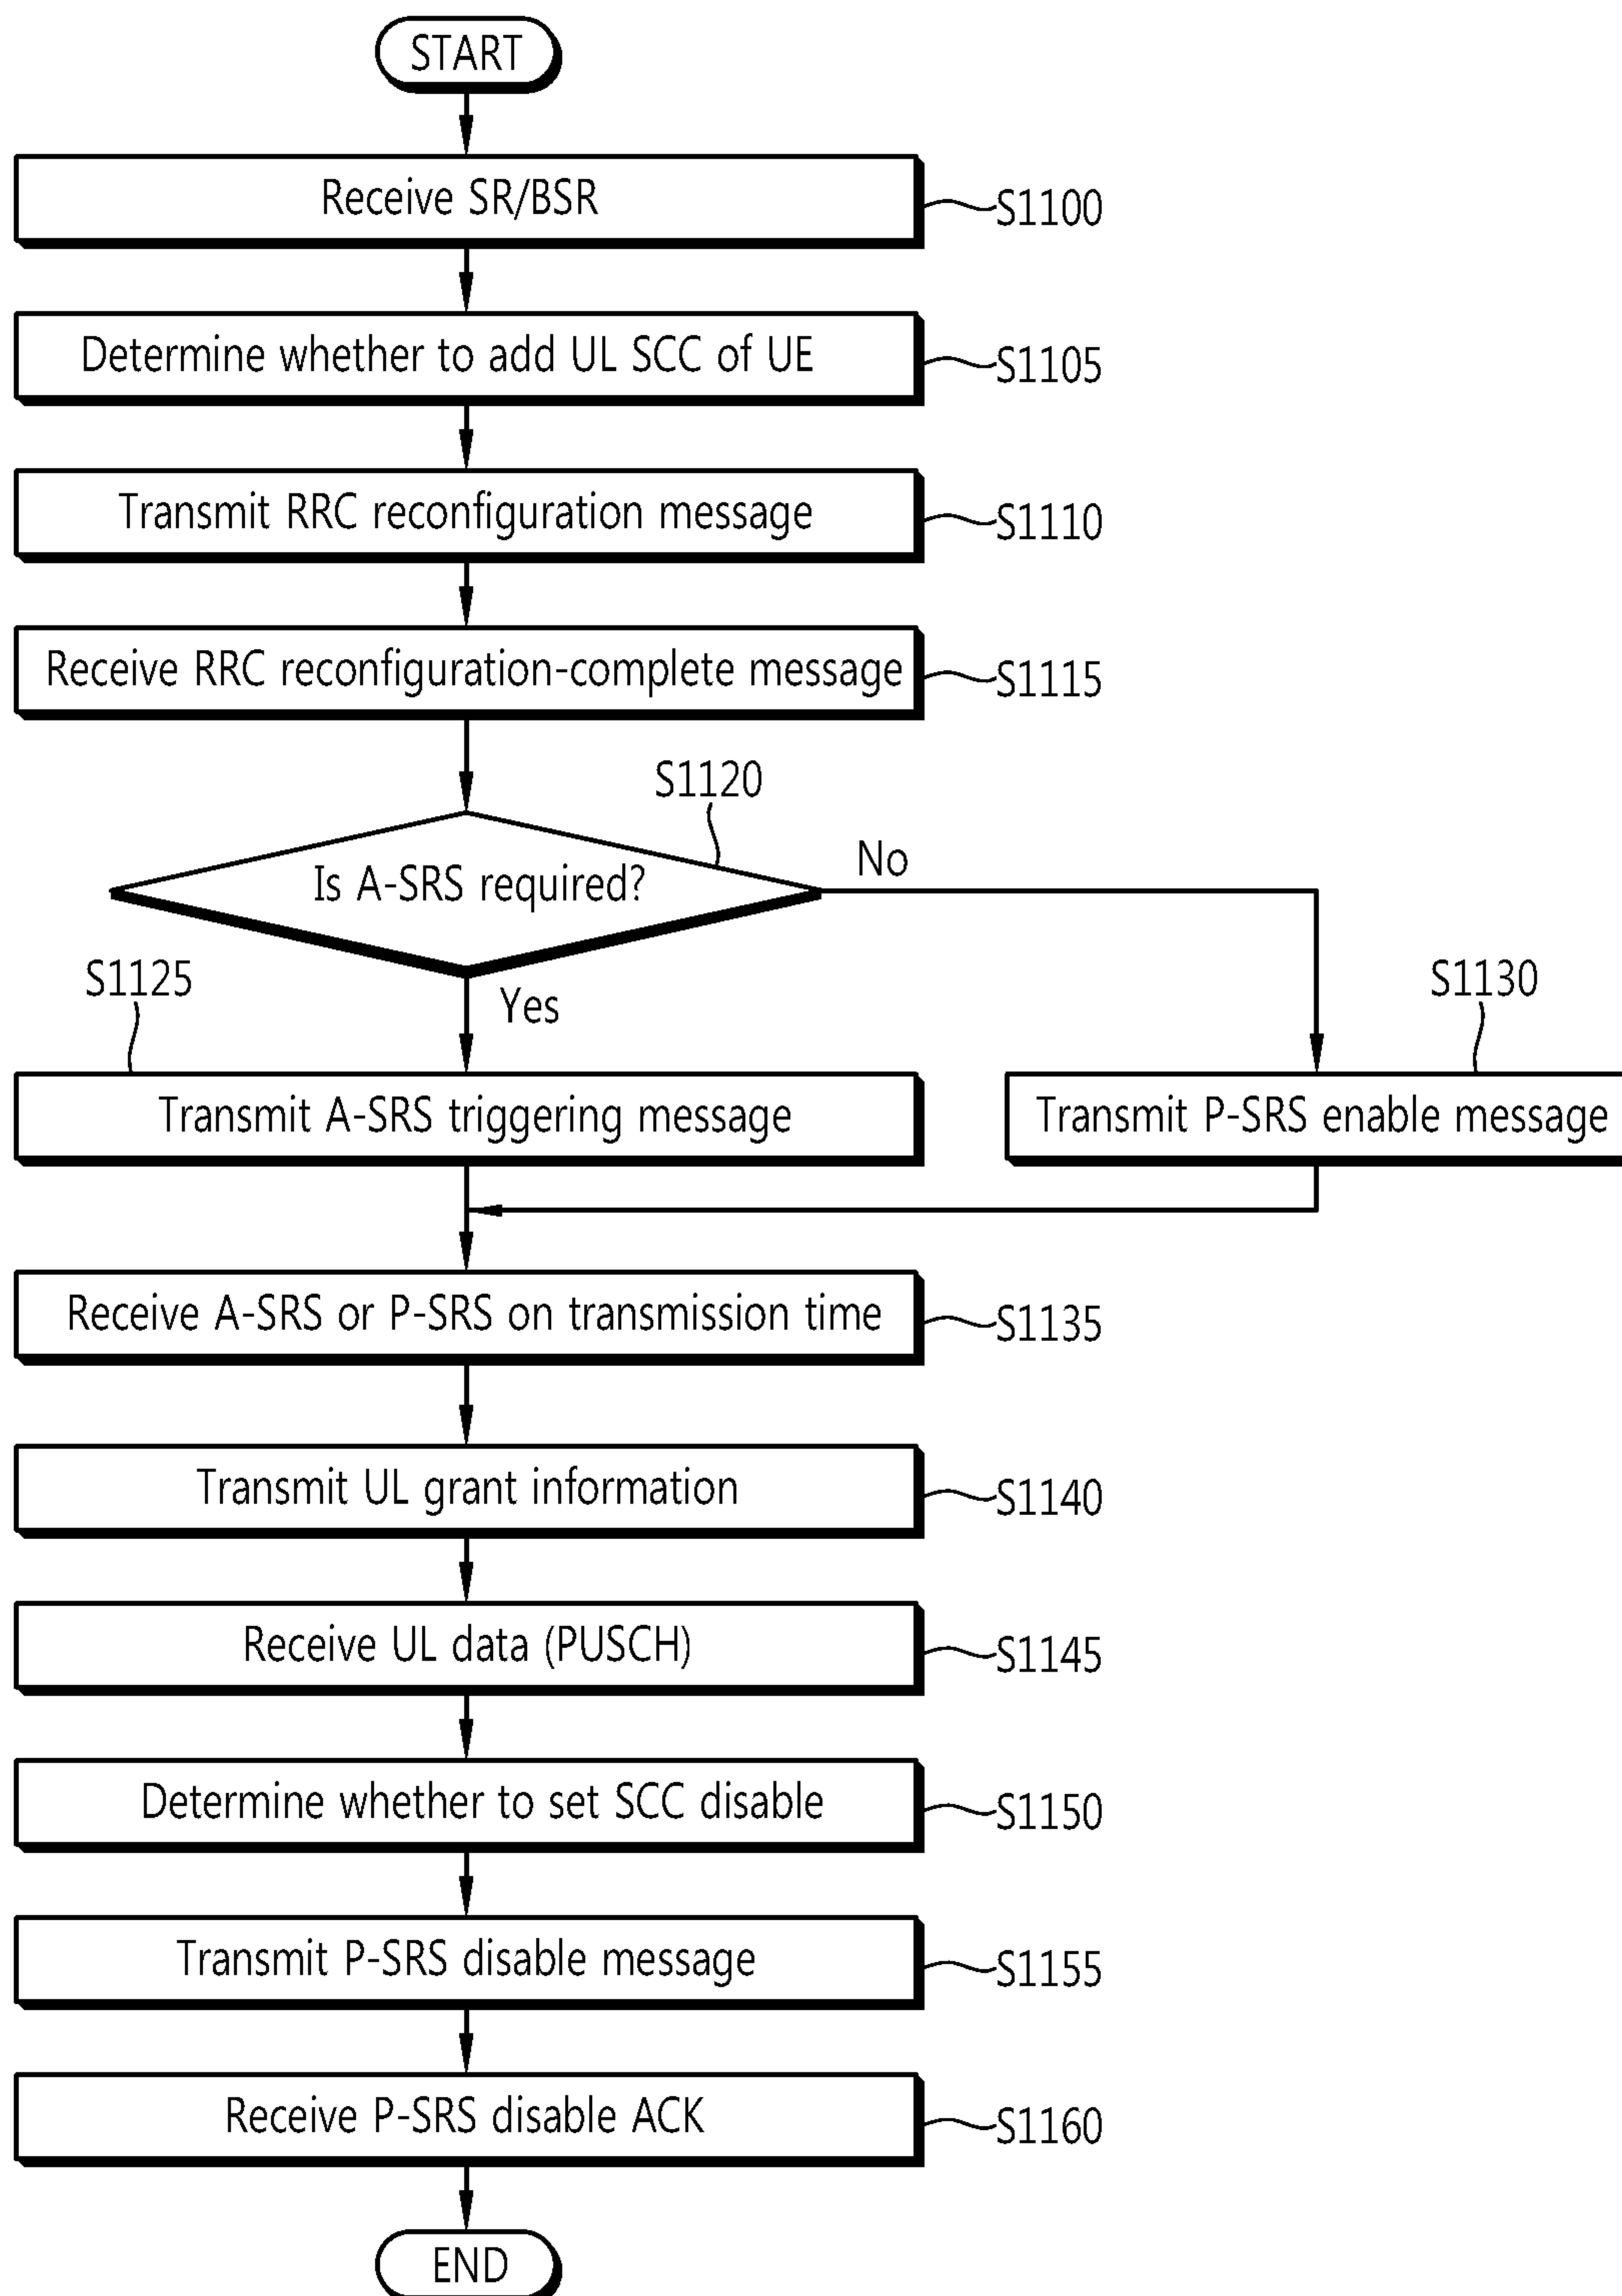 START
Receive SR/BSR
S1100
Determine whether to add UL SCC of UE
S1105
Transmit RRC reconfiguration message
S1110
Receive RRC reconfiguration-complete message
S1115
S1120
Is A-SRS required?
No
Yes
S1125
S1130
Transmit A-SRS triggering message
Transmit P-SRS enable message
Receive A-SRS or P-SRS on transmission time
S1135
Transmit UL grant information
S1140
Receive UL data (PUSCH)
S1145
Determine whether to set SCC disable
S1150
Transmit P-SRS disable message
S1155
Receive P-SRS disable ACK
S1160
END